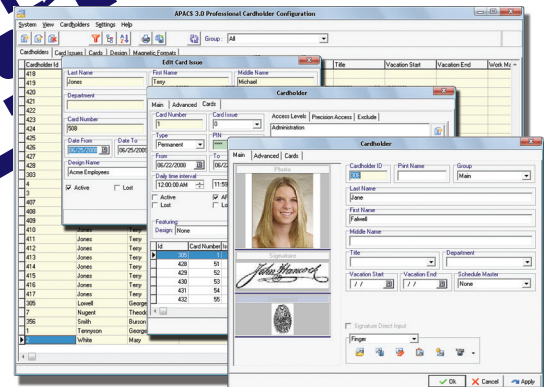 APACS 3.0 Professional Cardholder Configuration
System View Cardholders Settings Help
Group: All
Cardholders Card Issues Cards Design Magnetic Formats
Cardholder Id Title Vacation Start Vacation End
418
419
420
421
422
423
424
425
426
427
428
303
4
3
407
408
409
410 Jones Terry
411 Jones Terry
412 Jones Terry
413 Jones Terry
414 Jones Terry
415 Jones Terry
416 Jones Terry
417 Jones Terry
305 Lowell George
7 Nugent
356 Smith Burson
1 Tennyson George
2 White Mary
Edit Card Issue
Last Name First Name Middle Name
Jones Terry Michael
Department
Card Number
508
Date From Date To
Design Name
Acme Employees
Active Lost
Cardholder
Main Advanced Cards
Card Number Card Issue
1 0
Access Levels Precision Access Exclude
Administration
Type PIN
Permanent ****
From To
06/22/2008
Daily time interval
12:00:00 AM
Active
Lost
Featuring
Design: None
Id Card Number
305 1
428 51
429 52
430 53
431 54
432 55
Cardholder
Main Advanced Cards
Photo
Signature
John Hancock
Cardholder ID Print Name Group
305 Main
Last Name
Jane
First Name
Falwell
Middle Name
Title Department
Vacation Start Vacation End Schedule Master
/ / / / None
Signature Direct Input
Finger
Ok Cancel Apply